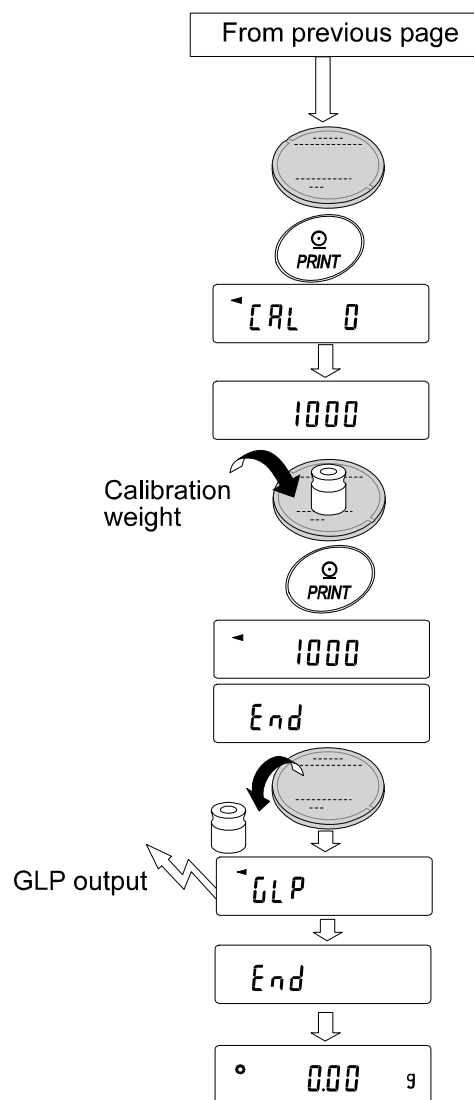 From previous page
PRINT
CAL 0
1000
Calibration
weight
PRINT
1000
End
GLP output
GLP
End
0.00 g